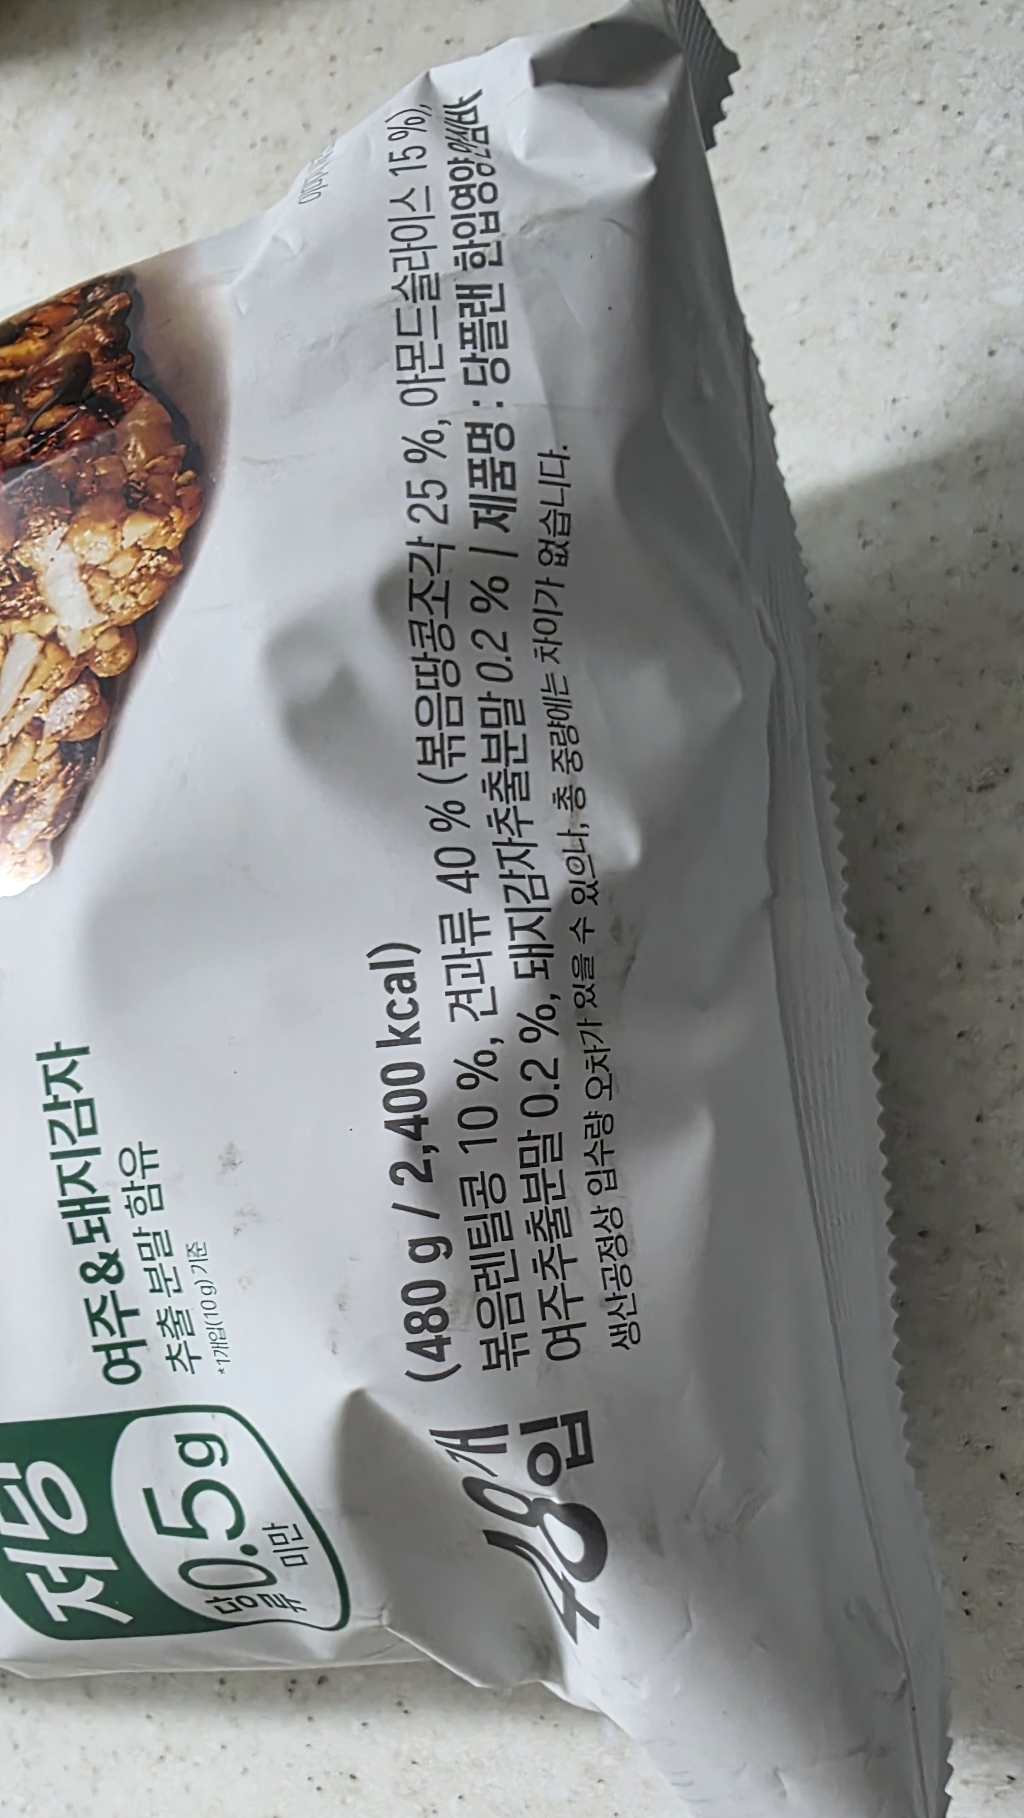 저당
당류 0.5g 미만
여주&돼지감자
추출 분말 함유
*1개입(10 g) 기준
48개입
(480 g / 2,400 kcal)
볶음렌틸콩 10 %, 견과류 40 % (볶음땅콩조각 25 %, 아몬드슬라이스 15 %),
여주추출분말 0.2 %, 돼지감자추출분말 0.2 % | 제품명 : 당플랜 한입영양
생산공정상 입수량 오차가 있을 수 있으나, 총 중량에는 차이가 없습니다.